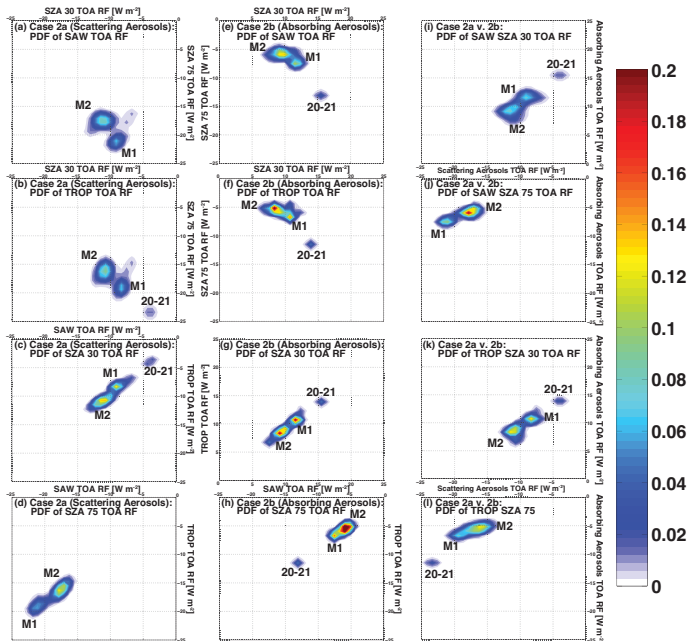 SZA 30 TOA RF [W m-2]
(a) Case 2a (Scattering Aerosols):
PDF of SAW TOA RF
SZA 75 TOA RF [W m-2]
M2
M1
SZA 30 TOA RF [W m-2]
(b) Case 2a (Scattering Aerosols):
PDF of TROP TOA RF
SZA 75 TOA RF [W m-2]
M2
M1
20-21
SAW TOA RF [W m-2]
(c) Case 2a (Scattering Aerosols):
PDF of SZA 30 TOA RF
TROP TOA RF [W m-2]
20-21
M1
M2
SAW TOA RF [W m-2]
(d) Case 2a (Scattering Aerosols):
PDF of SZA 75 TOA RF
TROP TOA RF [W m-2]
M2
M1
SZA 30 TOA RF [W m-2]
(e) Case 2b (Absorbing Aerosols):
PDF of SAW TOA RF
SZA 75 TOA RF [W m-2]
M2
M1
20-21
SZA 30 TOA RF [W m-2]
(f) Case 2b (Absorbing Aerosols):
PDF of TROP TOA RF
SZA 75 TOA RF [W m-2]
M2
M1
20-21
SAW TOA RF [W m-2]
(g) Case 2b (Absorbing Aerosols):
PDF of SZA 30 TOA RF
TROP TOA RF [W m-2]
20-21
M1
M2
SAW TOA RF [W m-2]
(h) Case 2b (Absorbing Aerosols):
PDF of SZA 75 TOA RF
TROP TOA RF [W m-2]
M2
M1
20-21
(i) Case 2a v. 2b:
PDF of SAW SZA 30 TOA RF
Absorbing Aerosols TOA RF [W m-2]
20-21
M1
M2
Scattering Aerosols TOA RF [W m-2]
(j) Case 2a v. 2b:
PDF of SAW SZA 75 TOA RF
Absorbing Aerosols TOA RF [W m-2]
M2
M1
(k) Case 2a v. 2b:
PDF of TROP SZA 30 TOA RF
Absorbing Aerosols TOA RF [W m-2]
20-21
M1
M2
Scattering Aerosols TOA RF [W m-2]
(l) Case 2a v. 2b:
PDF of TROP SZA 75
Absorbing Aerosols TOA RF [W m-2]
M2
M1
20-21
0.2
0.18
0.16
0.14
0.12
0.1
0.08
0.06
0.04
0.02
0